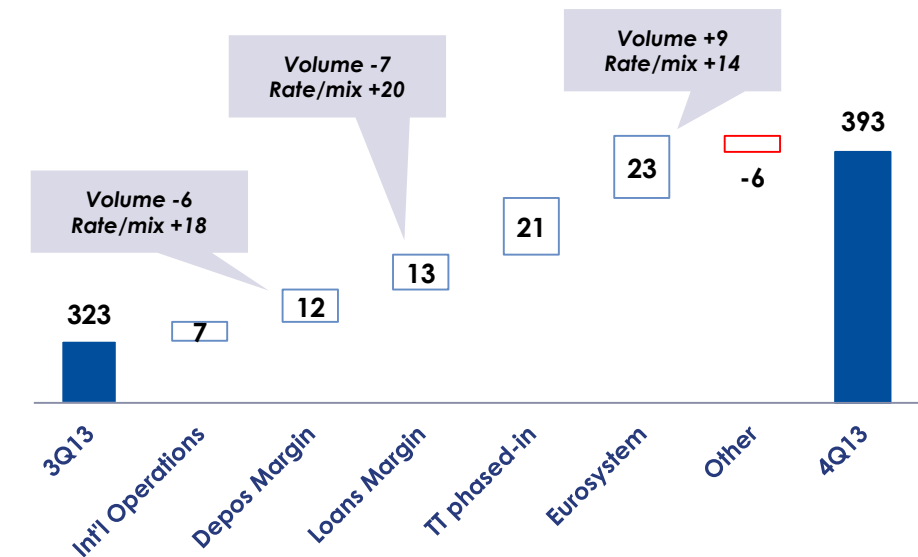 Volume +9
Rate/mix +14
Volume -7
Rate/mix +20
393
23
-6
Volume -6
Rate/mix +18
21
13
12
323
7
3Q13
Int'l Operations
Depos Margin
Loans Margin
TT phased-in
Eurosystem
Other
4Q13